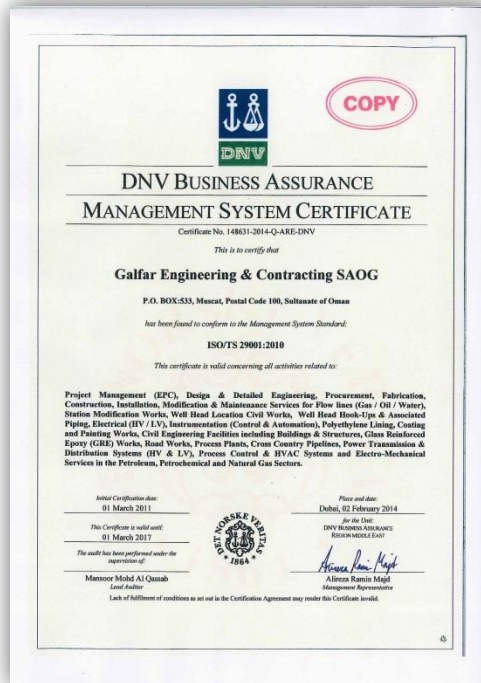 COPY
DNV
DNV BUSINESS ASSURANCE
MANAGEMENT SYSTEM CERTIFICATE
Certificate No. 148631-2014-Q-ARE-DNV
This is to certify that
Galfar Engineering & Contracting SAOG
P.O. BOX:533, Muscat, Postal Code 100, Sultanate of Oman
has been found to conform to the Management System Standard:
ISO/TS 29001:2010
This certificate is valid concerning all activities related to:
Project Management (EPC), Design & Detailed Engineering, Procurement, Fabrication,
Construction, Installation, Modification & Maintenance Services for Flow lines (Gas / Oil / Water),
Station Modification Works, Well Head Location Civil Works, Well Head Hook-Ups & Associated
Piping, Electrical (HV / LV), Instrumentation (Control & Automation), Polyethylene Lining, Coating
and Painting Works, Civil Engineering Facilities including Buildings & Structures, Glass Reinforced
Epoxy (GRE) Works, Road Works, Process Plants, Cross Country Pipelines, Power Transmission &
Distribution Systems (HV & LV), Process Control & HVAC Systems and Electro-Mechanical
Services in the Petroleum, Petrochemical and Natural Gas Sectors.
Initial Certification date:
01 March 2011
This Certificate is valid until:
01 March 2017
The audit has been performed under the
supervision of:
Mansoor Mohd Al Qassab
Lead Auditor
DET NORSKE VERITAS
1864
Place and date:
Dubai, 02 February 2014
for the Unit:
DNV BUSINESS ASSURANCE
REGION MIDDLE EAST
Alireza Ramin Majd
Alireza Ramin Majd
Management Representative
Lack of fulfilment of conditions as set out in the Certification Agreement may render this Certificate invalid.